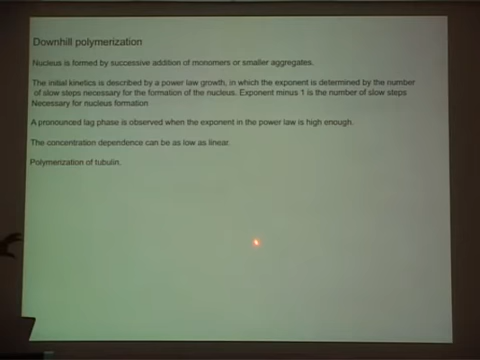 Downhill polymerization
Nucleus is formed by successive addition of monomers or smaller aggregates.
The initial kinetics is described by a power law growth, in which the exponent is determined by the number
of slow steps necessary for the formation of the nucleus. Exponent minus 1 is the number of slow steps
Necessary for nucleus formation
A pronounced lag phase is observed when the exponent in the power law is high enough.
The concentration dependence can be as low as linear.
Polymerization of tubulin.